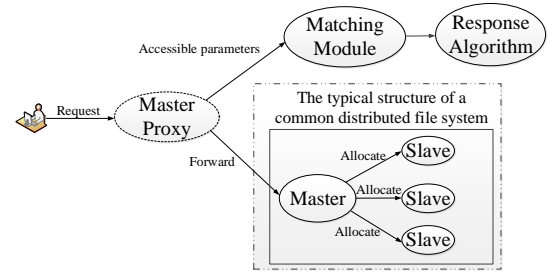 Matching
Module
Response
Algorithm
Accessible parameters
Request
Master
Proxy
The typical structure of a
common distributed file system
Forward
Allocate
Slave
Master
Allocate
Slave
Allocate
Slave